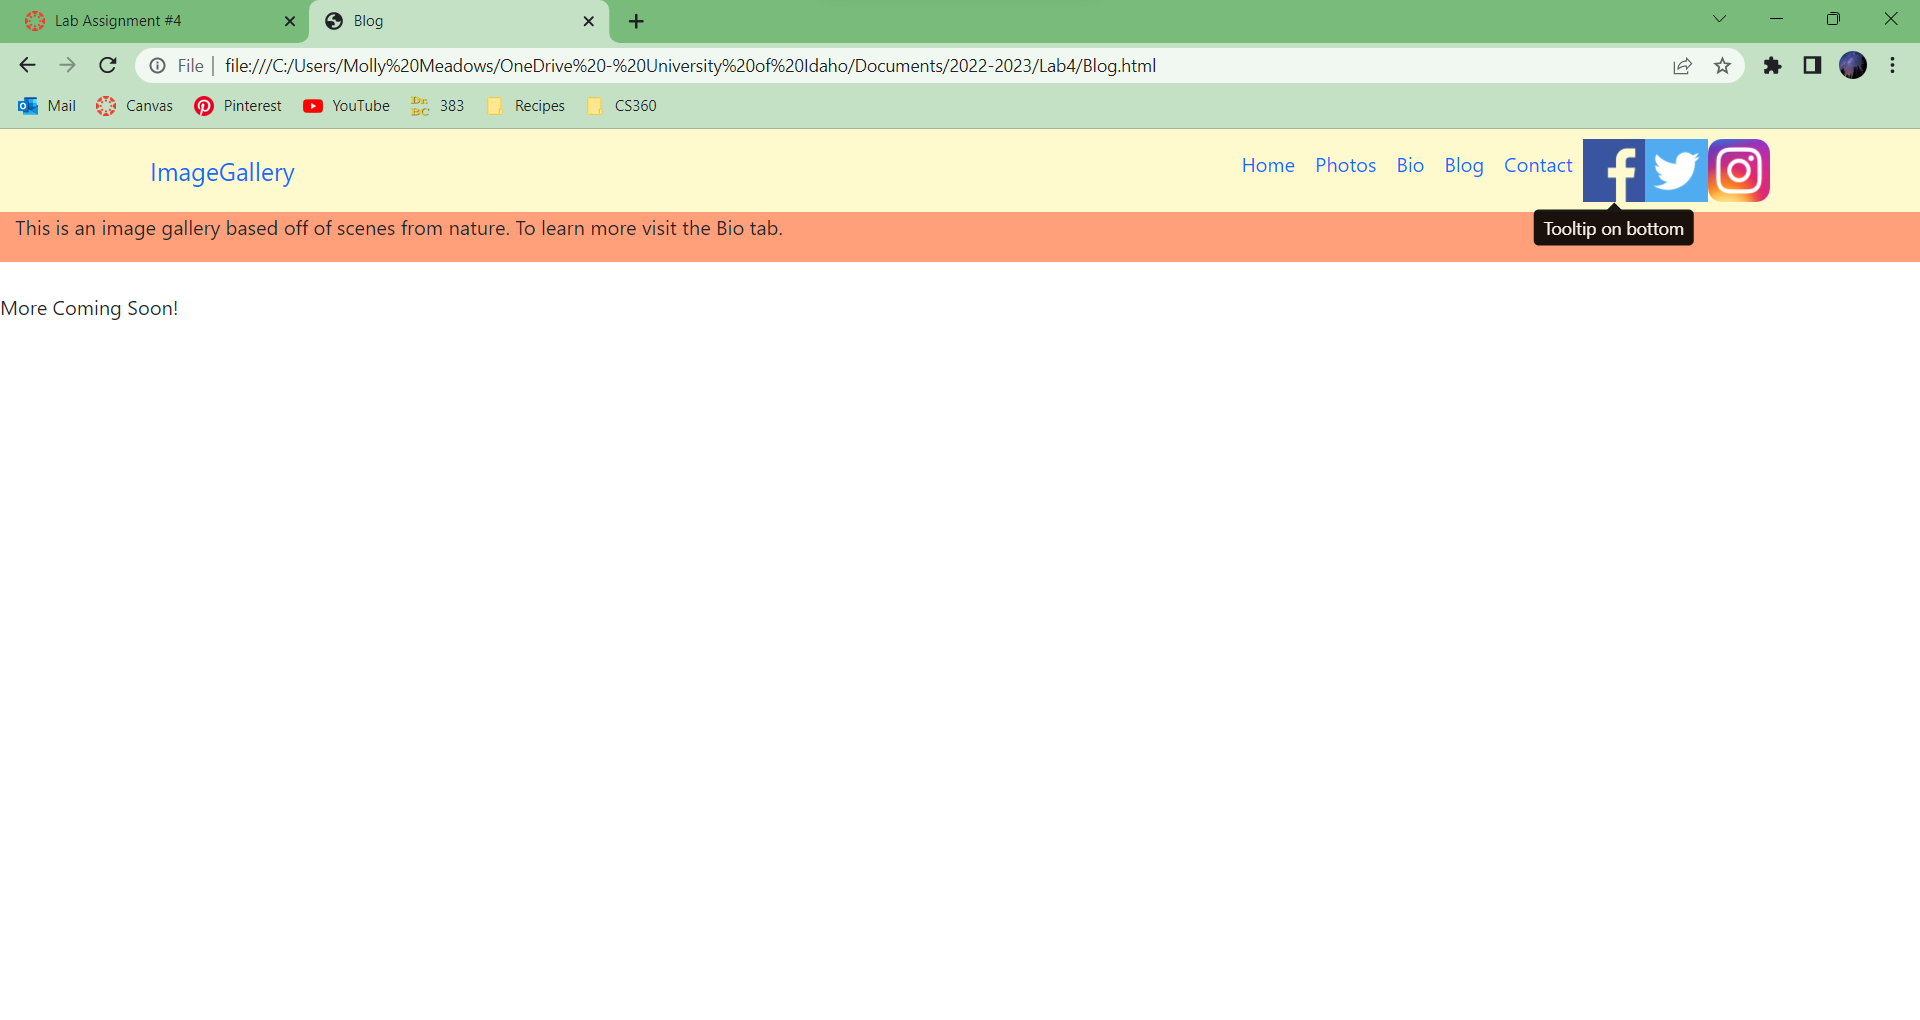 Lab Assignment #4
Blog
File
file:///C:/Users/Molly%20Meadows/OneDrive%20-%20University%20of%20Idaho/Documents/2022-2023/Lab4/Blog.html
Mail Canvas Pinterest YouTube Dr. BC 383 Recipes CS360
ImageGallery
Home Photos Bio Blog Contact
Tooltip on bottom
This is an image gallery based off of scenes from nature. To learn more visit the Bio tab.
More Coming Soon!